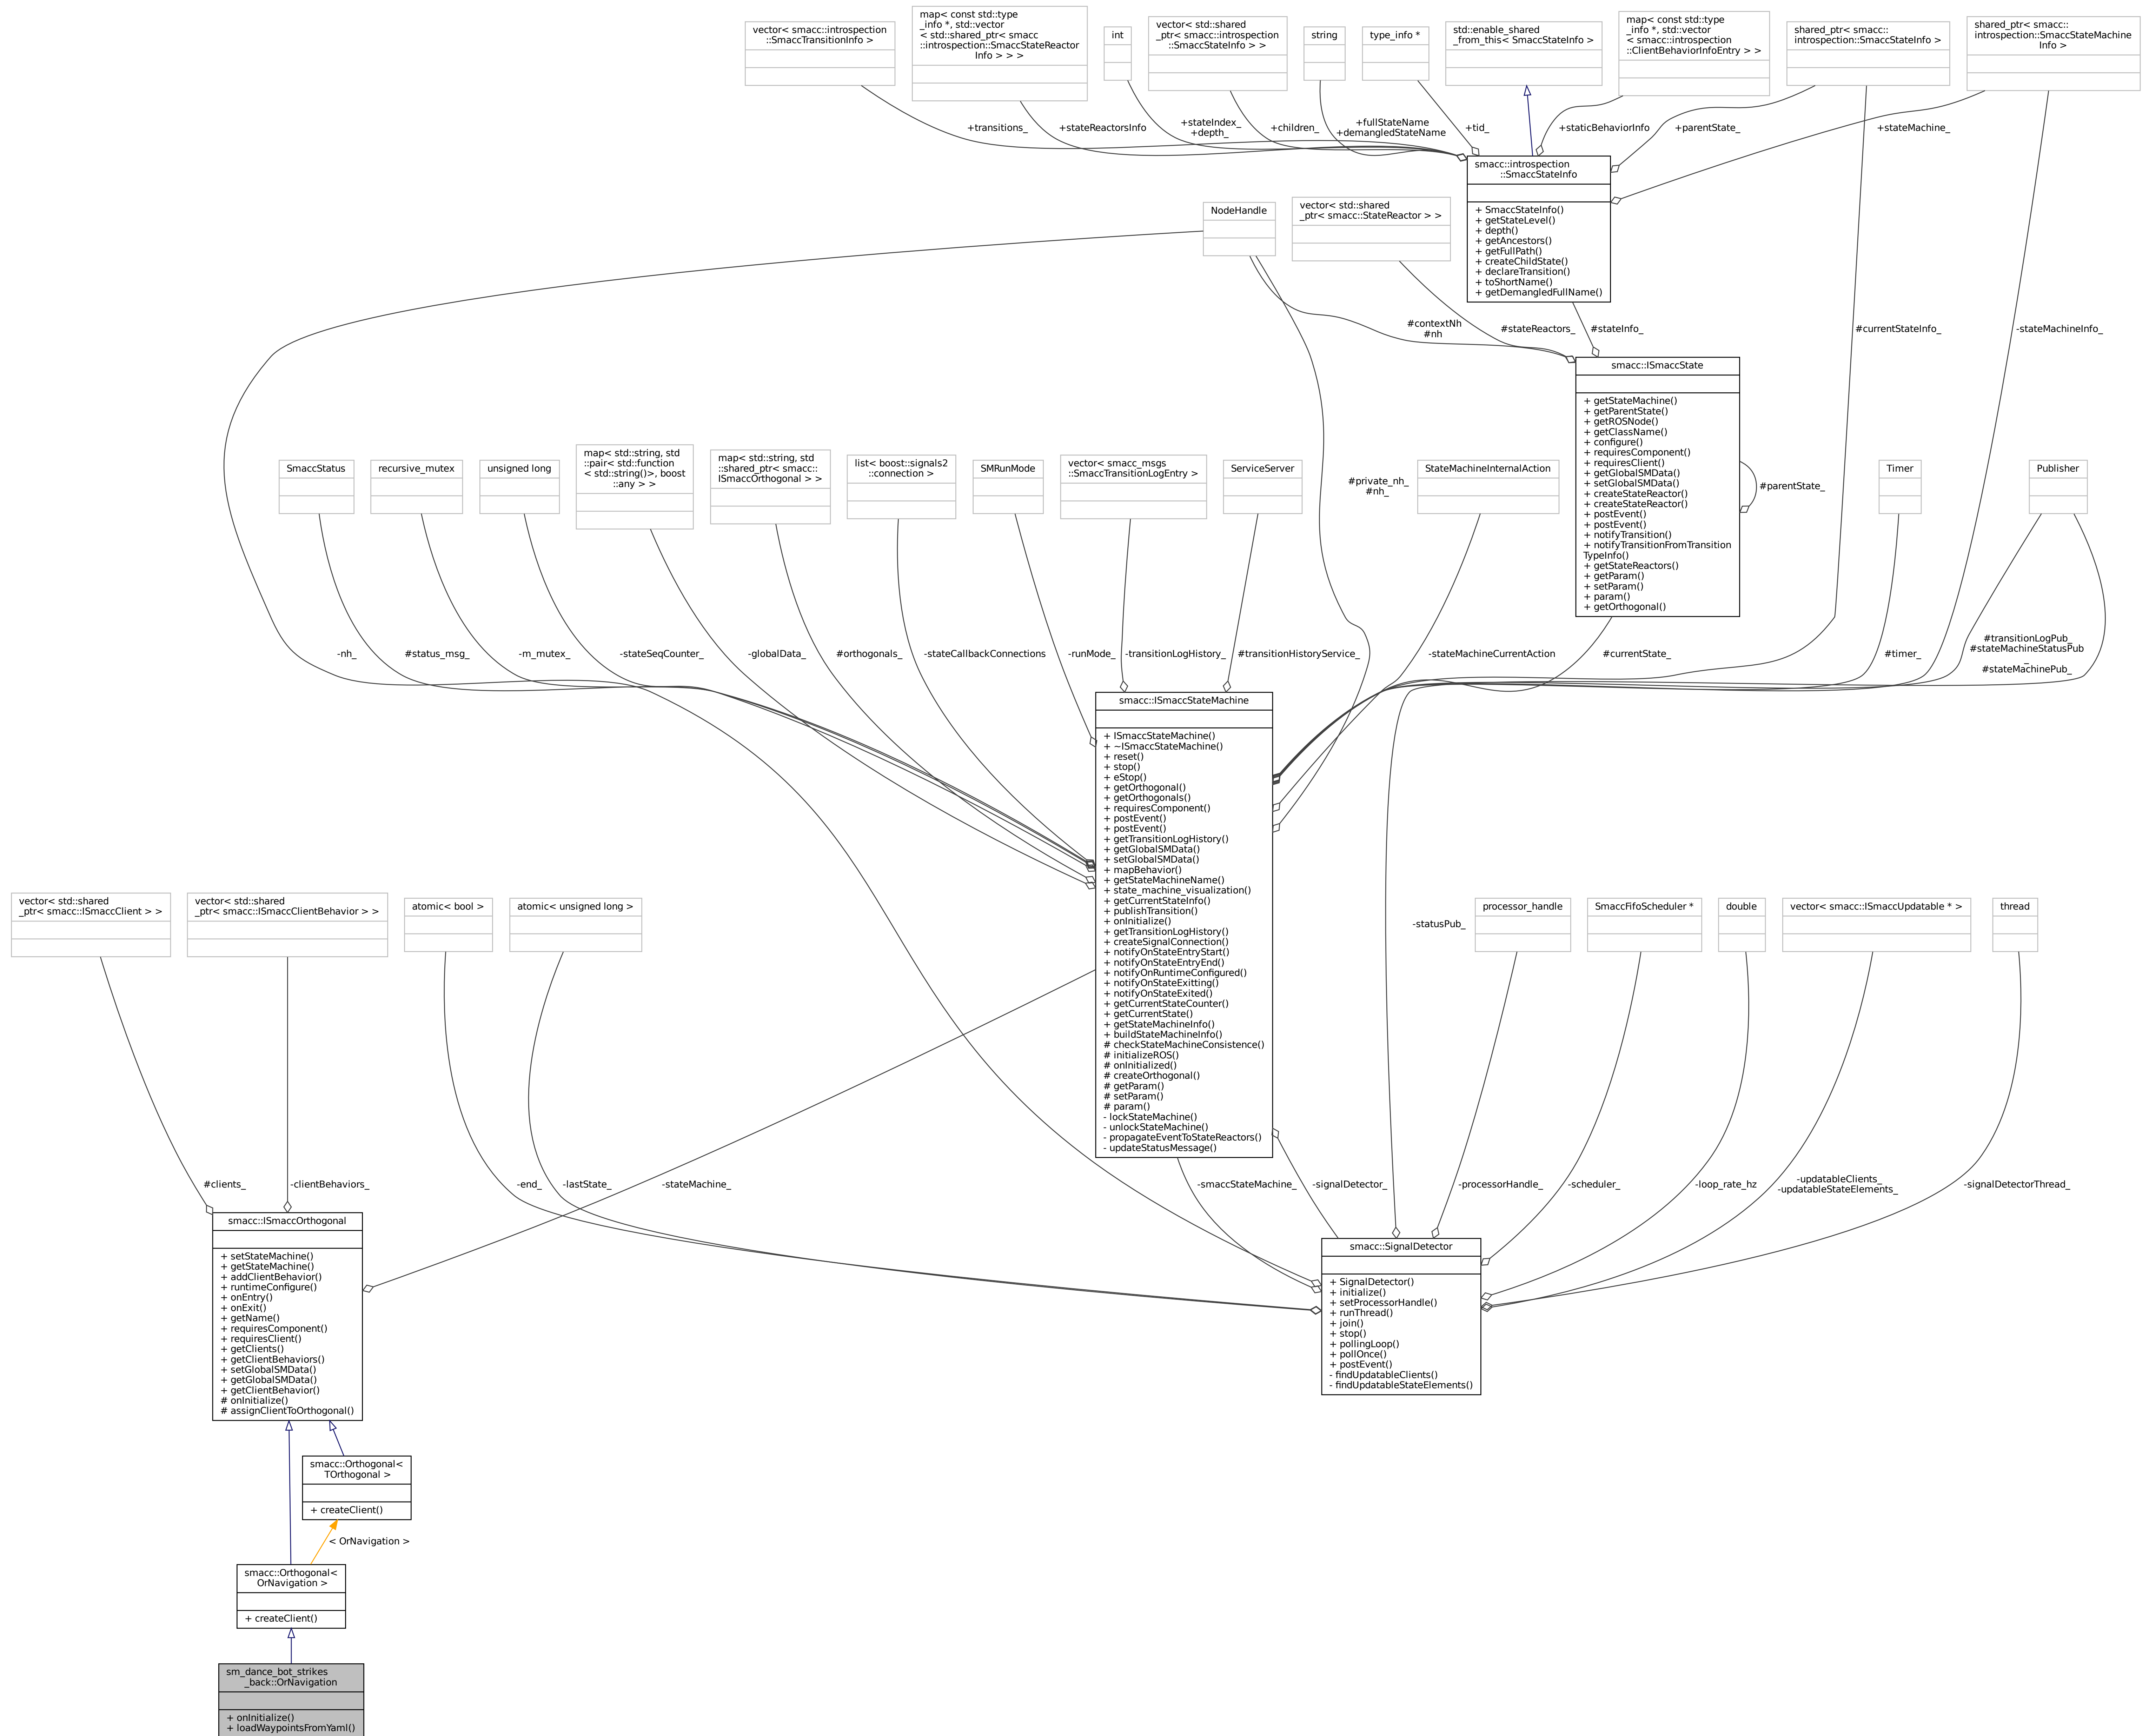 vector< smacc::introspection
::SmaccTransitionInfo >
map< const std::type
_info *, std::vector
< std::shared_ptr< smacc
::introspection::SmaccStateReactor
Info > > >
int
vector< std::shared
_ptr< smacc::introspection
::SmaccStateInfo > >
string
type_info *
std::enable_shared
_from_this< SmaccStateInfo >
map< const std::type
_info *, std::vector
< smacc::introspection
::ClientBehaviorInfoEntry > >
shared_ptr< smacc::
introspection::SmaccStateInfo >
shared_ptr< smacc::
introspection::SmaccStateMachine
Info >
+transitions_
+stateReactorsInfo
+stateIndex_
+depth_
+children_
+fullStateName
+demangledStateName
+tid_
+staticBehaviorInfo
+parentState_
+stateMachine_
smacc::introspection
::SmaccStateInfo
+ SmaccStateInfo()
+ getStateLevel()
+ depth()
+ getAncestors()
+ getFullPath()
+ createChildState()
+ declareTransition()
+ toShortName()
+ getDemangledFullName()
NodeHandle
vector< std::shared
_ptr< smacc::StateReactor > >
#contextNh
#nh
#stateReactors_
#stateInfo_
#currentStateInfo_
-stateMachineInfo_
smacc::ISmaccState
+ getStateMachine()
+ getParentState()
+ getROSNode()
+ getClassName()
+ configure()
+ requiresComponent()
+ requiresClient()
+ getGlobalSMData()
+ setGlobalSMData()
+ createStateReactor()
+ createStateReactor()
+ postEvent()
+ postEvent()
+ notifyTransition()
+ notifyTransitionFromTransition
TypeInfo()
+ getStateReactors()
+ getParam()
+ setParam()
+ param()
+ getOrthogonal()
#parentState_
SmaccStatus
recursive_mutex
unsigned long
map< std::string, std
::pair< std::function
< std::string()>, boost
::any > >
map< std::string, std
::shared_ptr< smacc::
ISmaccOrthogonal > >
list< boost::signals2
::connection >
SMRunMode
vector< smacc_msgs
::SmaccTransitionLogEntry >
ServiceServer
#private_nh_
#nh_
StateMachineInternalAction
Timer
Publisher
-nh_
#status_msg_
-m_mutex_
-stateSeqCounter_
-globalData_
#orthogonals_
-stateCallbackConnections
-runMode_
-transitionLogHistory_
#transitionHistoryService_
-stateMachineCurrentAction
#currentState_
#timer_
#transitionLogPub_
#stateMachineStatusPub
_
#stateMachinePub_
smacc::ISmaccStateMachine
+ ISmaccStateMachine()
+ ~ISmaccStateMachine()
+ reset()
+ stop()
+ eStop()
+ getOrthogonal()
+ getOrthogonals()
+ requiresComponent()
+ postEvent()
+ postEvent()
+ getTransitionLogHistory()
+ getGlobalSMData()
+ setGlobalSMData()
+ mapBehavior()
+ getStateMachineName()
+ state_machine_visualization()
+ getCurrentStateInfo()
+ publishTransition()
+ onInitialize()
+ getTransitionLogHistory()
+ createSignalConnection()
+ notifyOnStateEntryStart()
+ notifyOnStateEntryEnd()
+ notifyOnRuntimeConfigured()
+ notifyOnStateExitting()
+ notifyOnStateExited()
+ getCurrentStateCounter()
+ getCurrentState()
+ getStateMachineInfo()
+ buildStateMachineInfo()
# checkStateMachineConsistence()
# initializeROS()
# onInitialized()
# createOrthogonal()
# getParam()
# setParam()
# param()
- lockStateMachine()
- unlockStateMachine()
- propagateEventToStateReactors()
- updateStatusMessage()
vector< std::shared
_ptr< smacc::ISmaccClient > >
vector< std::shared
_ptr< smacc::ISmaccClientBehavior > >
atomic< bool >
atomic< unsigned long >
-statusPub_
processor_handle
SmaccFifoScheduler *
double
vector< smacc::ISmaccUpdatable * >
thread
#clients_
-clientBehaviors_
-end_
-lastState_
-stateMachine_
-smaccStateMachine_
-signalDetector_
-processorHandle_
-scheduler_
-loop_rate_hz
-updatableClients_
-updatableStateElements_
-signalDetectorThread_
smacc::ISmaccOrthogonal
+ setStateMachine()
+ getStateMachine()
+ addClientBehavior()
+ runtimeConfigure()
+ onEntry()
+ onExit()
+ getName()
+ requiresComponent()
+ requiresClient()
+ getClients()
+ getClientBehaviors()
+ setGlobalSMData()
+ getGlobalSMData()
+ getClientBehavior()
# onInitialize()
# assignClientToOrthogonal()
smacc::SignalDetector
+ SignalDetector()
+ initialize()
+ setProcessorHandle()
+ runThread()
+ join()
+ stop()
+ pollingLoop()
+ pollOnce()
+ postEvent()
- findUpdatableClients()
- findUpdatableStateElements()
smacc::Orthogonal<
TOrthogonal >
+ createClient()
< OrNavigation >
smacc::Orthogonal<
OrNavigation >
+ createClient()
sm_dance_bot_strikes
_back::OrNavigation
+ onInitialize()
+ loadWaypointsFromYaml()